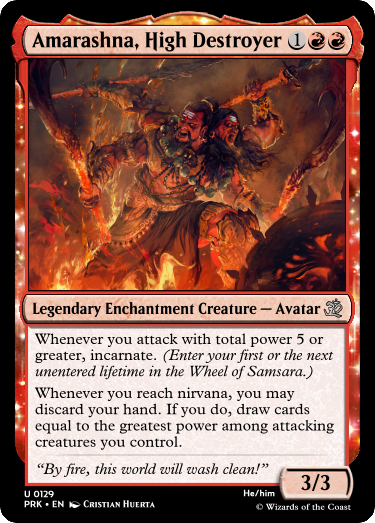 Amarashna, High Destroyer 1
Legendary Enchantment Creature — Avatar
Whenever you attack with total power 5 or
greater, incarnate. (Enter your first or the next
unentered lifetime in the Wheel of Samsara.)
Whenever you reach nirvana, you may
discard your hand. If you do, draw cards
equal to the greatest power among attacking
creatures you control.
“By fire, this world will wash clean!”
3/3
U 0129
He/him
PRK • EN Cristian Huerta
© Wizards of the Coast